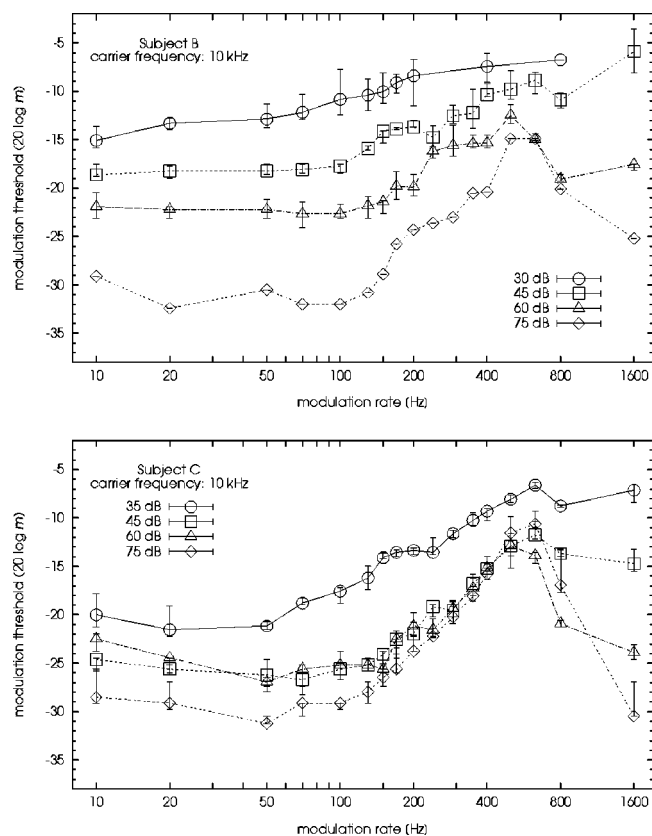 Subject B
carrier frequency: 10 kHz
modulation threshold (20 log m)
-5
-10
-15
-20
-25
-30
-35
30 dB
45 dB
60 dB
75 dB
10 20 50 100 200 400 800 1600
modulation rate (Hz)
Subject C
carrier frequency: 10 kHz
35 dB
45 dB
60 dB
75 dB
modulation threshold (20 log m)
-5
-10
-15
-20
-25
-30
-35
10 20 50 100 200 400 800 1600
modulation rate (Hz)